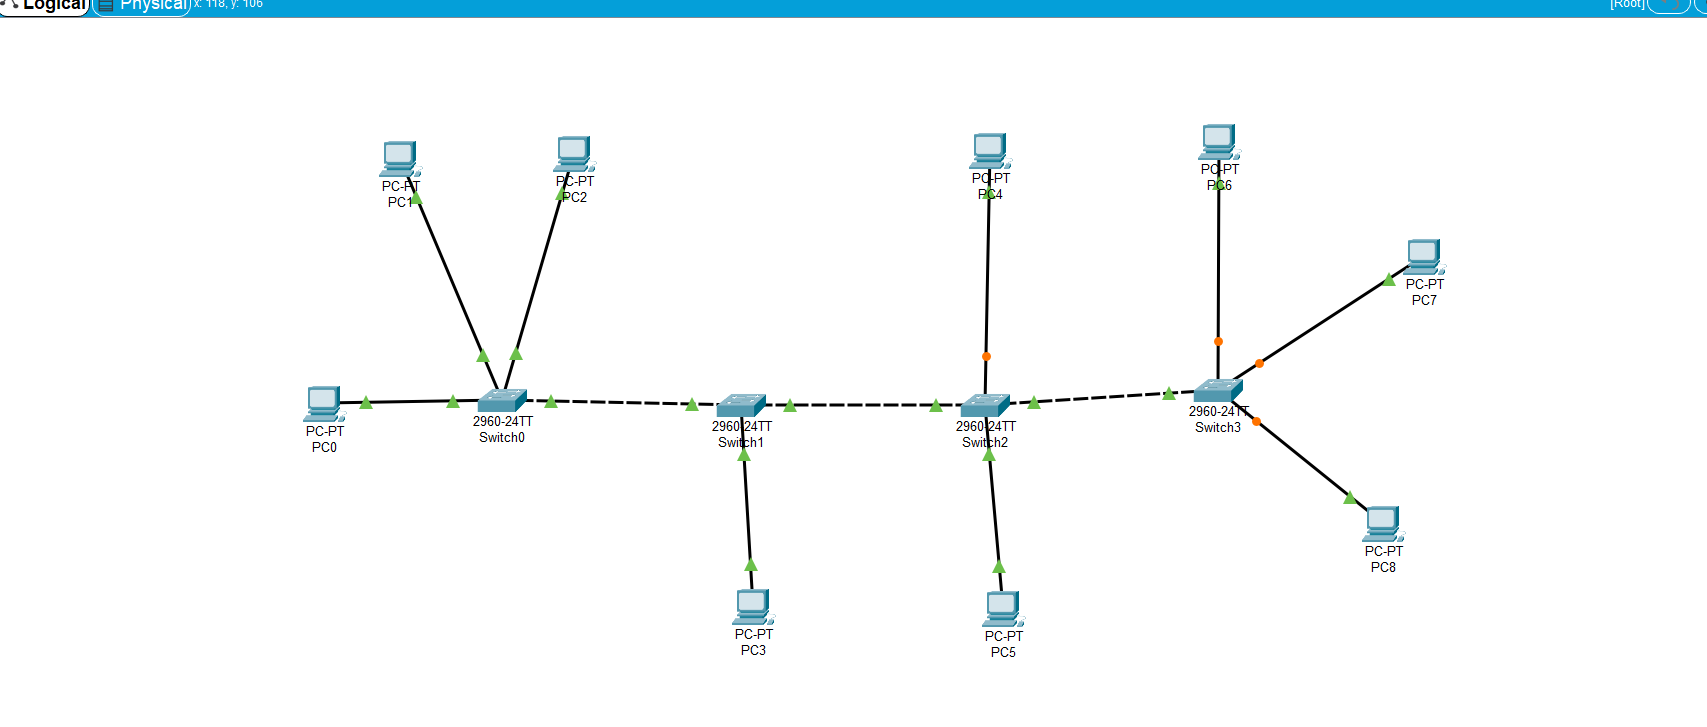 Logical
Physical
x: 118, y: 106
[Root]
PC-PT
PC1
PC-PT
PC2
PC-PT
PC4
PC-PT
PC6
PC-PT
PC7
PC-PT
PC0
2960-24TT
Switch0
2960-24TT
Switch1
2960-24TT
Switch2
2960-24TT
Switch3
PC-PT
PC8
PC-PT
PC3
PC-PT
PC5